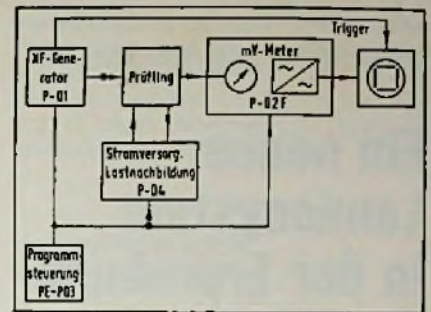 Trigger
NF-Gene-
rator
P-01
Prüfling
mV-Meter
P-02F
Stromversorg.
Lastnachbildung
P-04
Programm-
steuerung
PE-P03